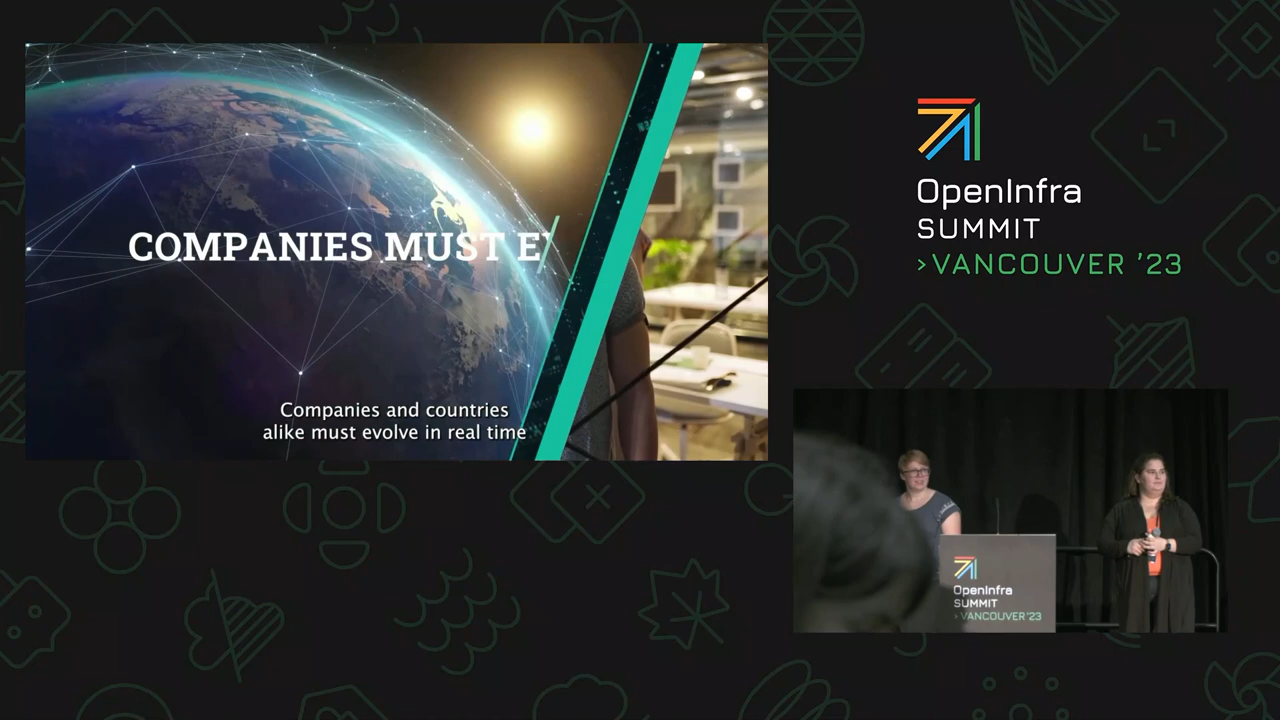 COMPANIES MUST E
Companies and countries
alike must evolve in real time
OpenInfra
SUMMIT
>VANCOUVER ’23
OpenInfra
SUMMIT
>VANCOUVER’23